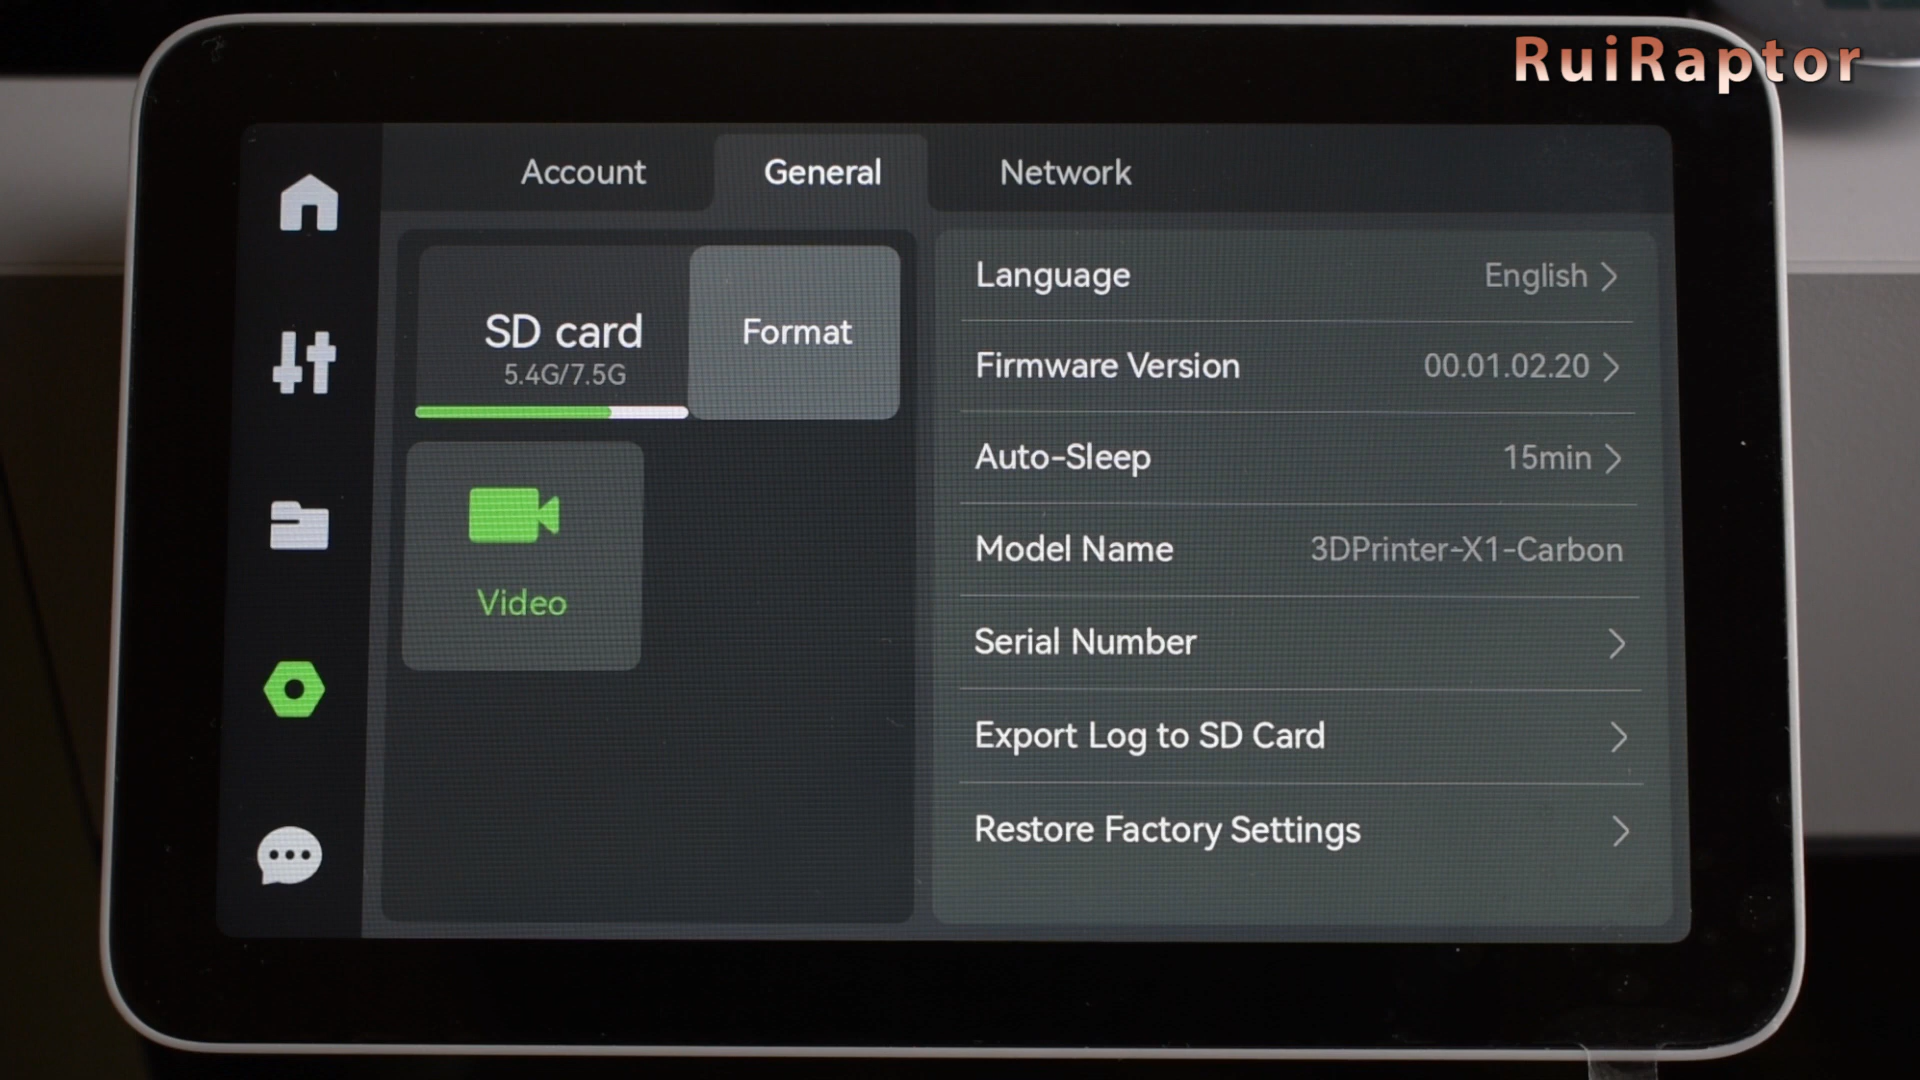 RuiRaptor
Account General Network
SD card
5.4G/7.5G
Format
Video
Language English
Firmware Version 00.01.02.20
Auto-Sleep 15min
Model Name 3DPrinter-X1-Carbon
Serial Number
Export Log to SD Card
Restore Factory Settings